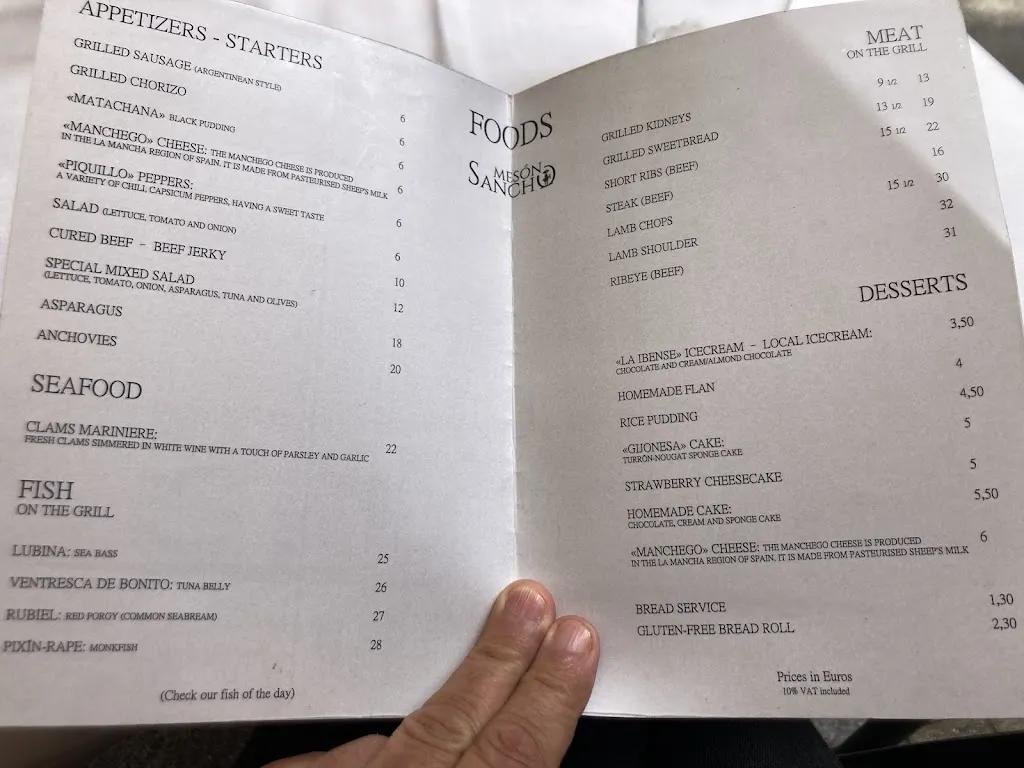 APPETIZERS - STARTERS
GRILLED SAUSAGE (ARGENTINEAN STYLE) 6
GRILLED CHORIZO 6
«MATACHANA» BLACK PUDDING 6
«MANCHEGO» CHEESE: THE MANCHEGO CHEESE IS PRODUCED
IN THE LA MANCHA REGION OF SPAIN. IT IS MADE FROM PASTEURISED SHEEP'S MILK 6
«PIQUILLO» PEPPERS:
A VARIETY OF CHILI, CAPSICUM PEPPERS, HAVING A SWEET TASTE 6
SALAD (LETTUCE, TOMATO AND ONION) 6
CURED BEEF - BEEF JERKY 10
SPECIAL MIXED SALAD
(LETTUCE, TOMATO, ONION, ASPARAGUS, TUNA AND OLIVES) 12
ASPARAGUS 18
ANCHOVIES 20
SEAFOOD
CLAMS MARINIERE:
FRESH CLAMS SIMMERED IN WHITE WINE WITH A TOUCH OF PARSLEY AND GARLIC 22
FISH
ON THE GRILL
LUBINA: SEA BASS 25
VENTRESCA DE BONITO: TUNA BELLY 26
RUBIEL: RED PORGY (COMMON SEABREAM) 27
PIXÍN-RAPE: MONKFISH 28
(Check our fish of the day)
FOODS
MESÓN
SANCHO
MEAT
ON THE GRILL
GRILLED KIDNEYS 9 1/2 13
GRILLED SWEETBREAD 13 1/2 19
SHORT RIBS (BEEF) 15 1/2 22
STEAK (BEEF) 16
LAMB CHOPS 15 1/2 30
LAMB SHOULDER 32
RIBEYE (BEEF) 31
DESSERTS
«LA IBENSE» ICECREAM - LOCAL ICECREAM: 3,50
CHOCOLATE AND CREAM/ALMOND CHOCOLATE
HOMEMADE FLAN 4
RICE PUDDING 4,50
«GIJONESA» CAKE: 5
TURRÓN-NOUGAT SPONGE CAKE
STRAWBERRY CHEESECAKE 5
HOMEMADE CAKE: 5,50
CHOCOLATE, CREAM AND SPONGE CAKE
«MANCHEGO» CHEESE: THE MANCHEGO CHEESE IS PRODUCED
IN THE LA MANCHA REGION OF SPAIN. IT IS MADE FROM PASTEURISED SHEEP'S MILK 6
BREAD SERVICE 1,30
GLUTEN-FREE BREAD ROLL 2,30
Prices in Euros
10% VAT included